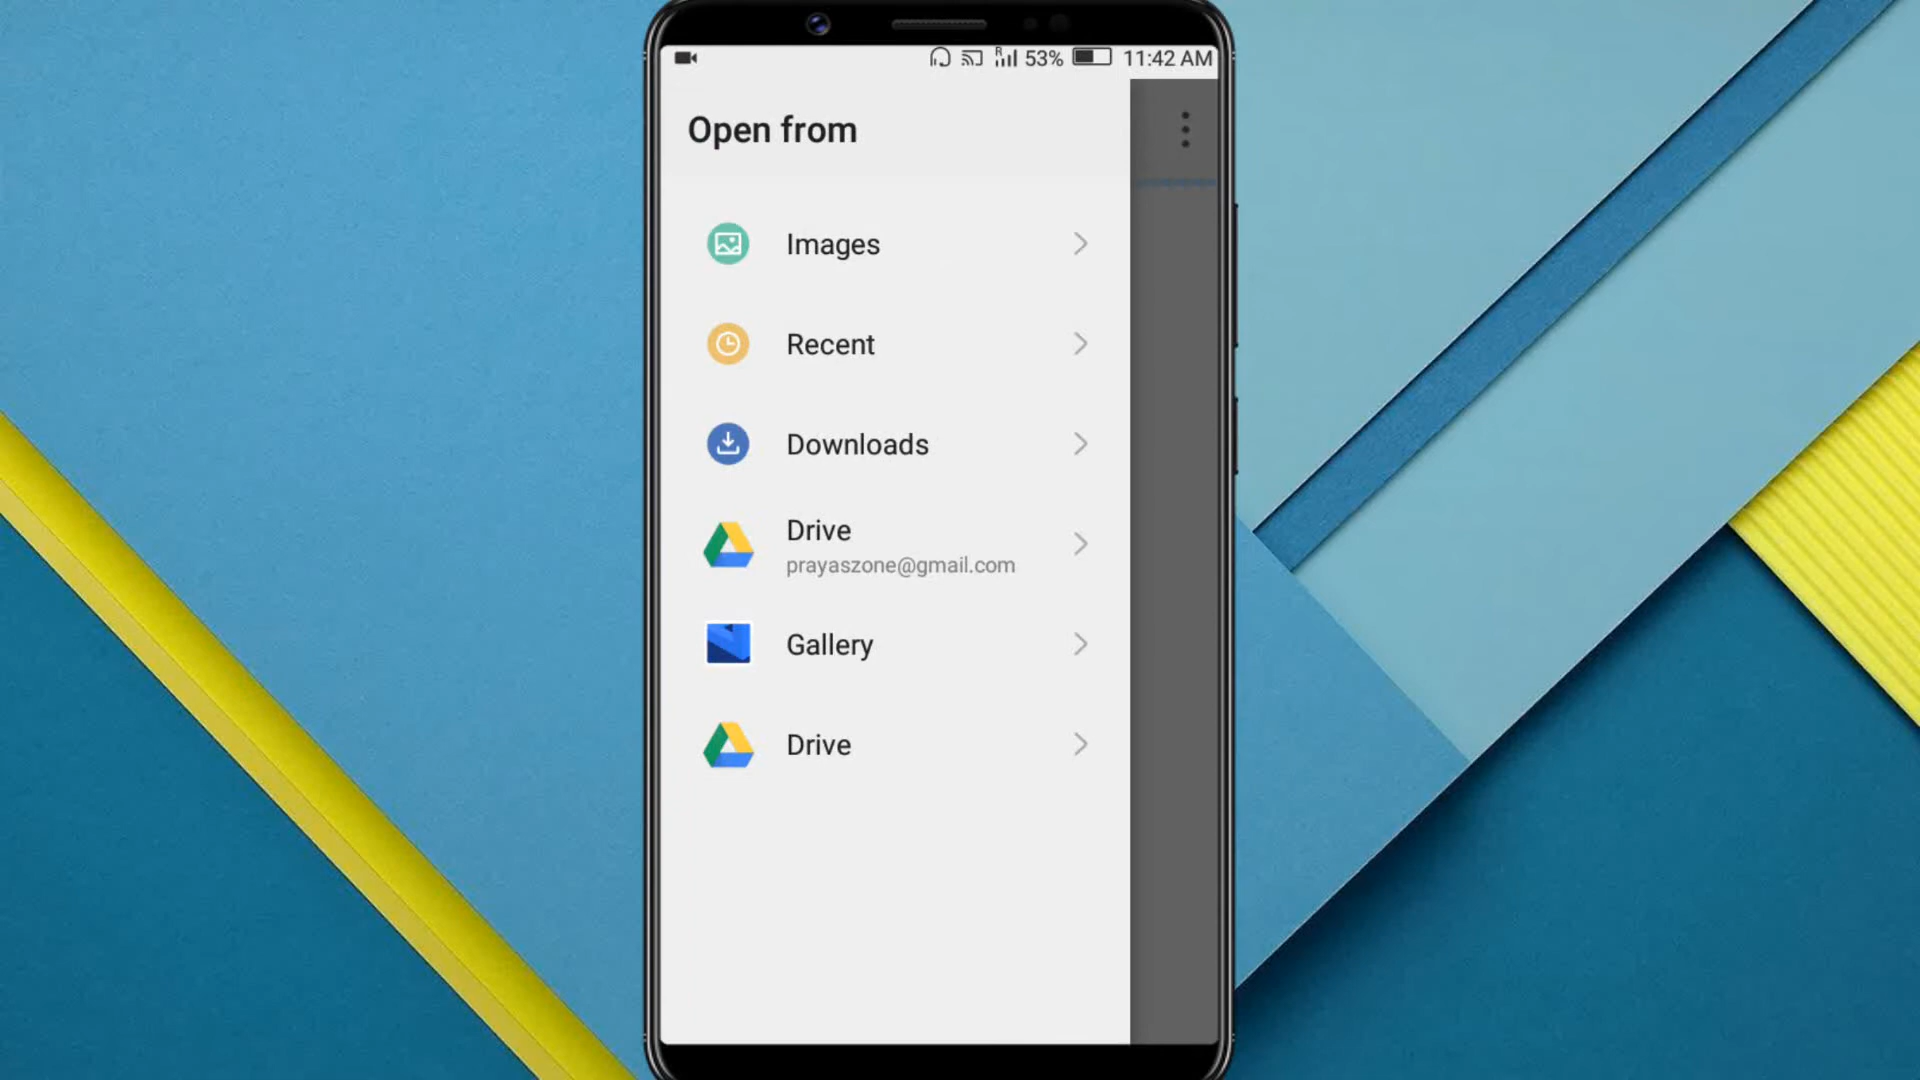 R 53% 11:42 AM
Open from
Images
Recent
Downloads
Drive
prayaszone@gmail.com
Gallery
Drive